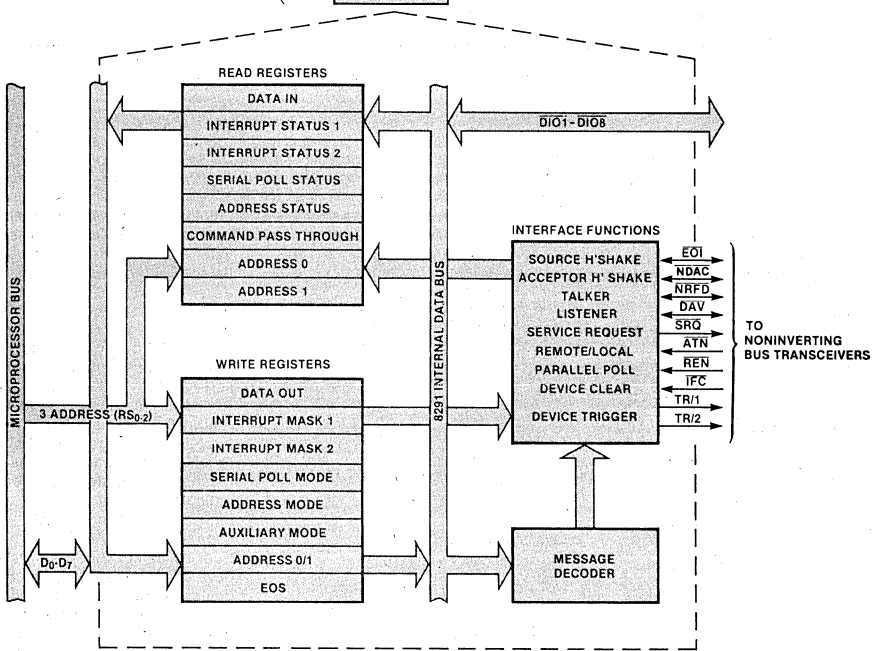 READ REGISTERS
DATA IN
INTERRUPT STATUS 1
INTERRUPT STATUS 2
SERIAL POLL STATUS
ADDRESS STATUS
COMMAND PASS THROUGH
ADDRESS 0
ADDRESS 1
WRITE REGISTERS
DATA OUT
INTERRUPT MASK 1
INTERRUPT MASK 2
SERIAL POLL MODE
ADDRESS MODE
AUXILIARY MODE
ADDRESS 0/1
EOS
MICROPROCESSOR BUS
3 ADDRESS (RS0-2)
D0-D7
8291 INTERNAL DATA BUS
DIO1-DIO8
INTERFACE FUNCTIONS
SOURCE H'SHAKE
ACCEPTOR H' SHAKE
TALKER
LISTENER
SERVICE REQUEST
REMOTE/LOCAL
PARALLEL POLL
DEVICE CLEAR
DEVICE TRIGGER
EOI
NDAC
NRFD
DAV
SRQ
ATN
REN
IFC
TR/1
TR/2
TO
NONINVERTING
BUS TRANSCEIVERS
MESSAGE
DECODER